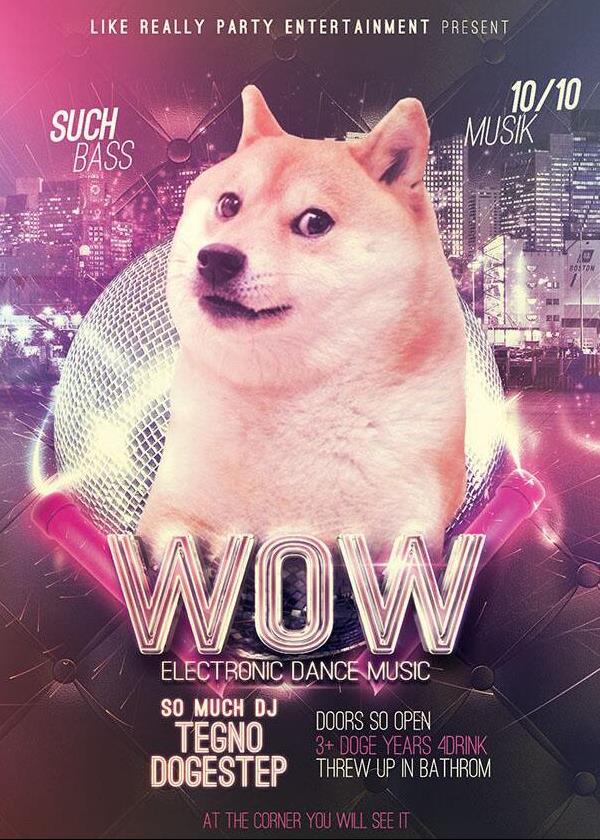 LIKE REALLY PARTY ENTERTAINMENT PRESENT
SUCH
BASS
10/10
MUSIK
BOSTON
WOW
ELECTRONIC DANCE MUSIC
SO MUCH DJ
TEGNO
DOGESTEP
DOORS SO OPEN
3+ DOGE YEARS 4DRINK
THREW UP IN BATHROM
AT THE CORNER YOU WILL SEE IT